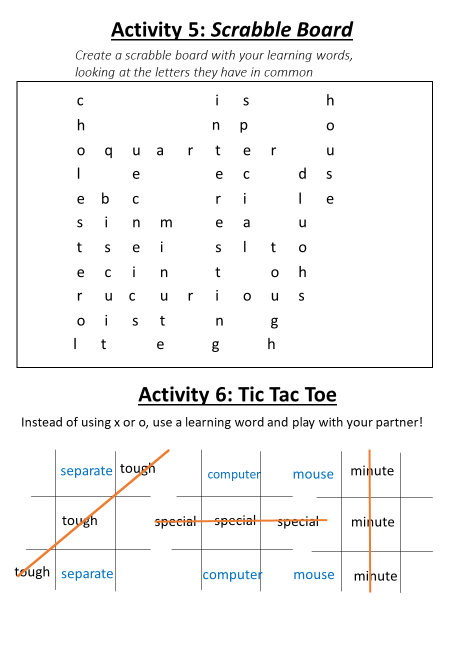 Activity 5: Scrabble Board
Create a scrabble board with your learning words,
looking at the letters they have in common
c i s h
h n p o
o q u a r t e r u
l e e c d s
e b c r i l e
s i n m e a u
t s e i s l t o
e c i n t o h
r u c u r i o u s
o i s t n g
l t e g h
Activity 6: Tic Tac Toe
Instead of using x or o, use a learning word and play with your partner!
separate tough computer mouse minute
tough special special special minute
tough separate computer mouse minute